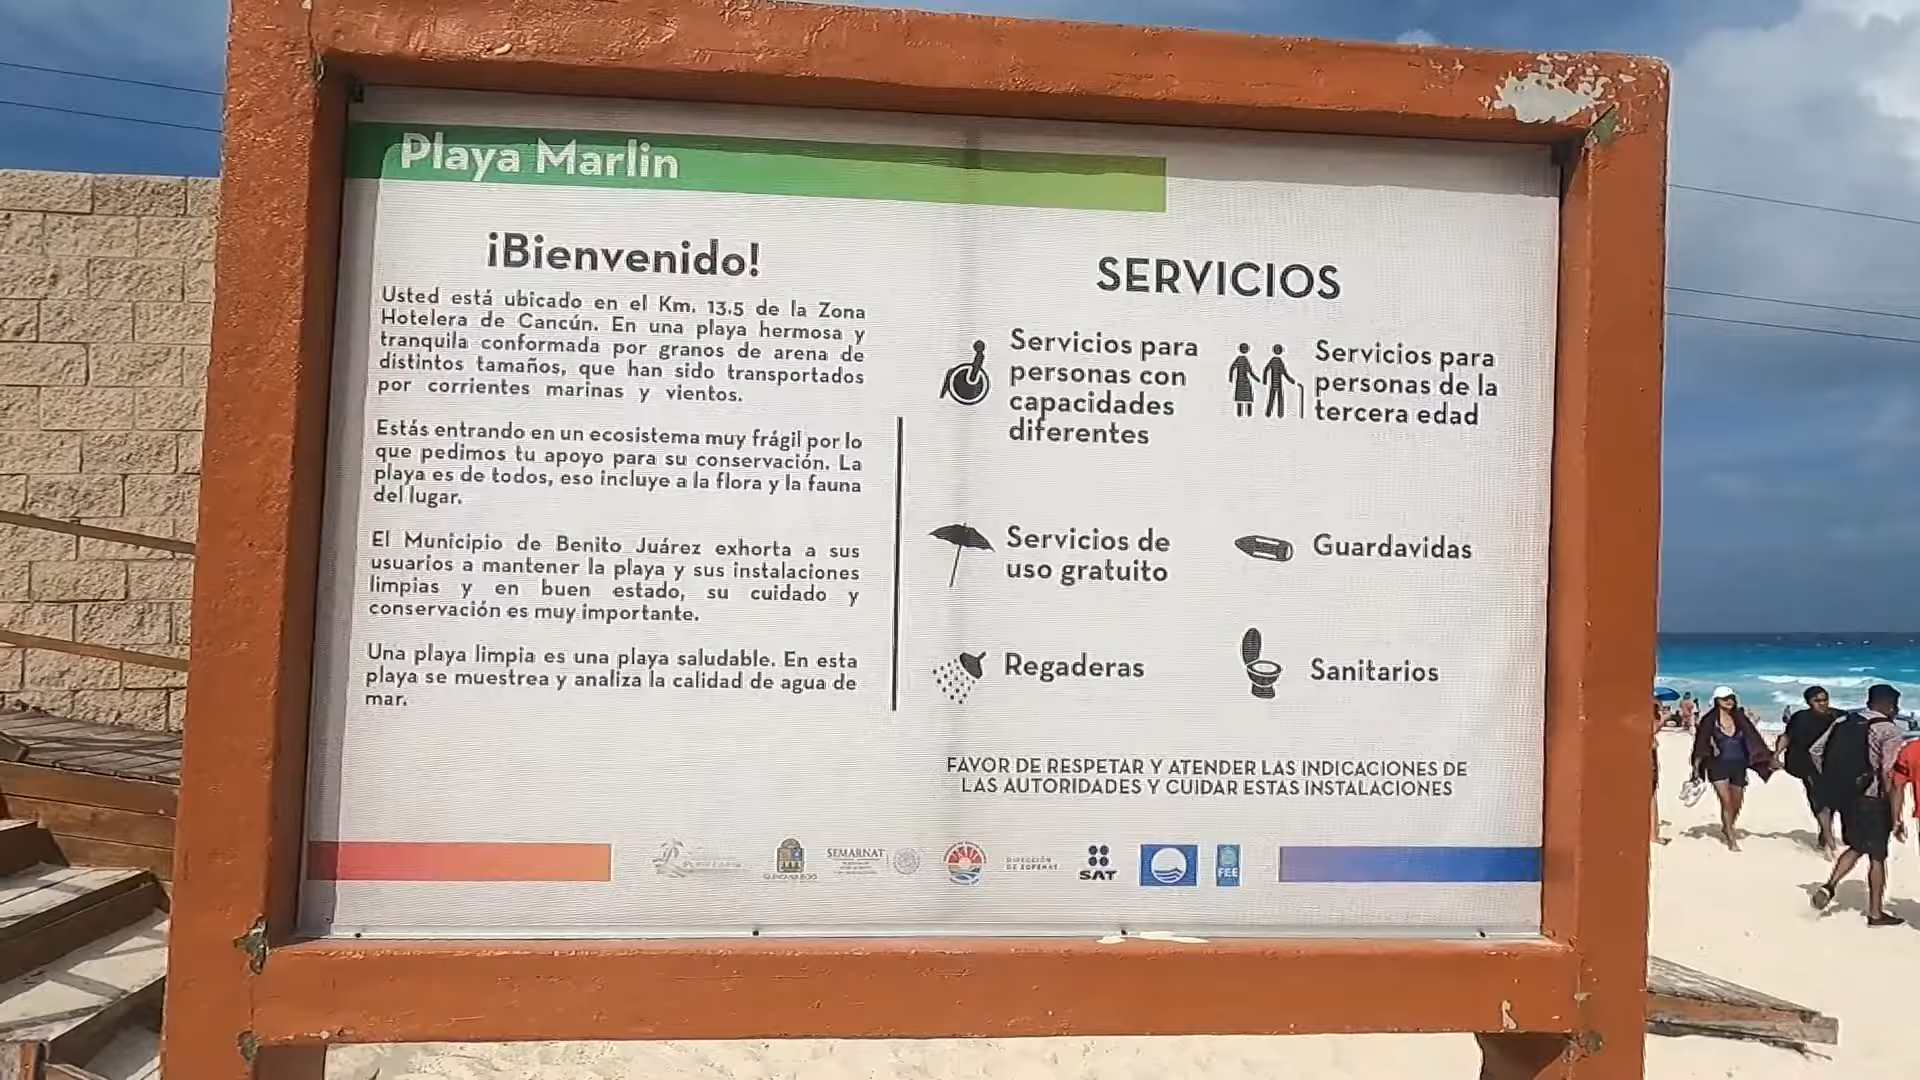 Playa Marlin
¡Bienvenido!
Usted está ubicado en el Km. 13.5 de la Zona
Hotelera de Cancún. En una playa hermosa y
tranquila conformada por granos de arena de
distintos tamaños, que han sido transportados
por corrientes marinas y vientos.
Estás entrando en un ecosistema muy frágil por lo
que pedimos tu apoyo para su conservación. La
playa es de todos, eso incluye a la flora y la fauna
del lugar.
El Municipio de Benito Juárez exhorta a sus
usuarios a mantener la playa y sus instalaciones
limpias y en buen estado, su cuidado y
conservación es muy importante.
Una playa limpia es una playa saludable. En esta
playa se muestrea y analiza la calidad de agua de
mar.
SERVICIOS
Servicios para
personas con
capacidades
diferentes
Servicios para
personas de la
tercera edad
Servicios de
uso gratuito
Guardavidas
Regaderas
Sanitarios
FAVOR DE RESPETAR Y ATENDER LAS INDICACIONES DE
LAS AUTORIDADES Y CUIDAR ESTAS INSTALACIONES
SEMARNAT
DIRECCIÓN
DE ZOFEMAT
SAT
FEE